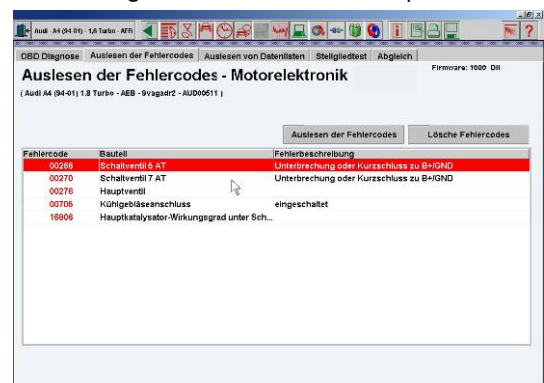 Audi - A4 (94-01) - 1,8 Turbo - AEB
OBD Diagnose Auslesen der Fehlercodes Auslesen von Datenlisten Stellgliedtest Abgleich
Auslesen der Fehlercodes - Motorelektronik
Firmware: 1000 Dll
( Audi A4 (94-01) 1.8 Turbo - AEB - 9vagadr2 - AUD00511 )
Auslesen der Fehlercodes Lösche Fehlercodes
Fehlercode Bauteil Fehlerbeschreibung
00266 Schaltventil 6 AT Unterbrechung oder Kurzschluss zu B+/GND
00270 Schaltventil 7 AT Unterbrechung oder Kurzschluss zu B+/GND
00276 Hauptventil
00705 Kühlgebläseanschluss eingeschaltet
16806 Hauptkatalysator-Wirkungsgrad unter Sch...